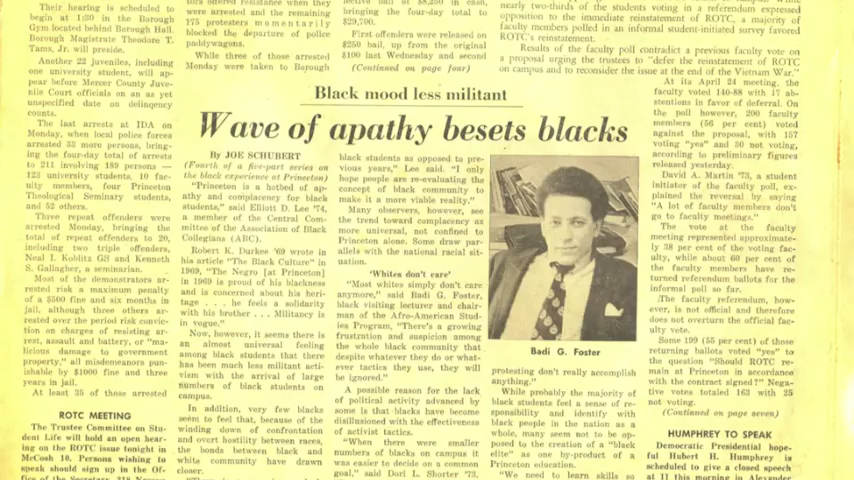 Their hearing is scheduled to
begin at 1:30 in the Borough
Gym located behind Borough Hall.
Borough Magistrate Theodore T.
Tams, Jr. will preside.
Another 22 juveniles, including
one university student, will ap-
pear before Mercer County Juve-
nile Court officials on an as yet
unspecified date on delinquency
counts.
The last arrests at IDA on
Monday, when local police forces
arrested 33 more persons, bring-
ing the four-day total of arrests
to 211 involving 189 persons —
123 university students, 10 fac-
ulty members, four Princeton
Theological Seminary students,
and 52 others.
Three repeat offenders were
arrested Monday, bringing the
total of repeat offenders to 20,
including two triple offenders,
Neal I. Koblitz GS and Kenneth
S. Gallagher, a seminarian.
Most of the demonstrators ar-
rested risk a maximum penalty
of a $500 fine and six months in
jail, although three others ar-
rested over the period risk convic-
tion on charges of resisting ar-
rest, assault and battery, or "ma-
licious damage to government
property," all misdemeanors pun-
ishable by $1000 fine and three
years in jail.
At least 35 of those arrested
ROTC MEETING
The Trustee Committee on Stu-
dent Life will hold an open hear-
ing on the ROTC issue tonight in
McCosh 10. Persons wishing to
speak should sign up in the Of-
fice of the Secretary,
offered resistance when they
were arrested and the remaining
175 protesters momentarily
blocked the departure of police
paddywagons.
While three of those arrested
Monday were taken to Borough
bringing the four-day total to
$29,700.
First offenders were released on
$250 bail, up from the original
$100 last Wednesday and second
(Continued on page four)
Black mood less militant
Wave of apathy besets blacks
By JOE SCHUBERT
(Fourth of a five-part series on
the black experience at Princeton)
"Princeton is a hotbed of ap-
athy and complacency for black
students," said Elliott D. Lee '74,
a member of the Central Com-
mittee of the Association of Black
Collegians (ABC).
Robert K. Durkee '69 wrote in
his article "The Black Culture" in
1969, "The Negro [at Princeton]
in 1969 is proud of his blackness
and is concerned about his heri-
tage . . . he feels a solidarity
with his brother . . . Militancy is
in vogue."
Now, however, it seems there is
an almost universal feeling
among black students that there
has been much less militant acti-
vism with the arrival of large
numbers of black students on
campus.
In addition, very few blacks
seem to feel that, because of the
winding down of confrontation
and overt hostility between races,
the bonds between black and
white community have drawn
closer.
black students as opposed to pre-
vious years," Lee said. "I only
hope people are re-evaluating the
concept of black community to
make it a more viable reality."
Many observers, however, see
the trend toward complacency as
more universal, not confined to
Princeton alone. Some draw par-
allels with the national racial sit-
uation.
'Whites don't care'
"Most whites simply don't care
anymore," said Badi G. Foster,
black visiting lecturer and chair-
man of the Afro-American Stud-
ies Program, "There's a growing
frustration and suspicion among
the whole black community that
despite whatever they do or what-
ever tactics they use, they will
be ignored."
A possible reason for the lack
of political activity advanced by
some is that blacks have become
disillusioned with the effectiveness
of activist tactics.
"When there were smaller
numbers of blacks on campus it
was easier to decide on a common
goal," said Dori L. Shorter '73,
Badi G. Foster
protesting don't really accomplish
anything."
While probably the majority of
black students feel a sense of re-
sponsibility and identify with
black people in the nation as a
whole, many seem not to be op-
posed to the creation of a "black
elite" as one by-product of a
Princeton education.
"We need to learn skills so
nearly two-thirds of the students voting in a referendum expressed
opposition to the immediate reinstatement of ROTC, a majority of
faculty members polled in an informal student-initiated survey favored
ROTC's reinstatement.
Results of the faculty poll contradict a previous faculty vote on
a proposal urging the trustees to "defer the reinstatement of ROTC
on campus and to reconsider the issue at the end of the Vietnam War."
At its April 24 meeting, the
faculty voted 140-88 with 17 ab-
stentions in favor of deferral. On
the poll however, 200 faculty
members (56 per cent) voted
against the proposal, with 157
voting "yes" and 30 not voting,
according to preliminary figures
released yesterday.
David A. Martin '73, a student
initiator of the faculty poll, ex-
plained the reversal by saying
"A lot of faculty members don't
go to faculty meetings."
The vote at the faculty
meeting represented approximate-
ly 38 per cent of the voting fac-
ulty, while about 60 per cent of
the faculty members have re-
turned referendum ballots for the
informal poll so far.
The faculty referendum, how-
ever, is not official and therefore
does not overturn the official fac-
ulty vote.
Some 199 (55 per cent) of those
returning ballots voted "yes" to
the question "Should ROTC re-
main at Princeton in accordance
with the contract signed?" Nega-
tive votes totaled 163 with 25
not voting.
(Continued on page seven)
HUMPHREY TO SPEAK
Democratic Presidential hope-
ful Hubert H. Humphrey is
scheduled to give a closed speech
at 11 this morning in Alexander